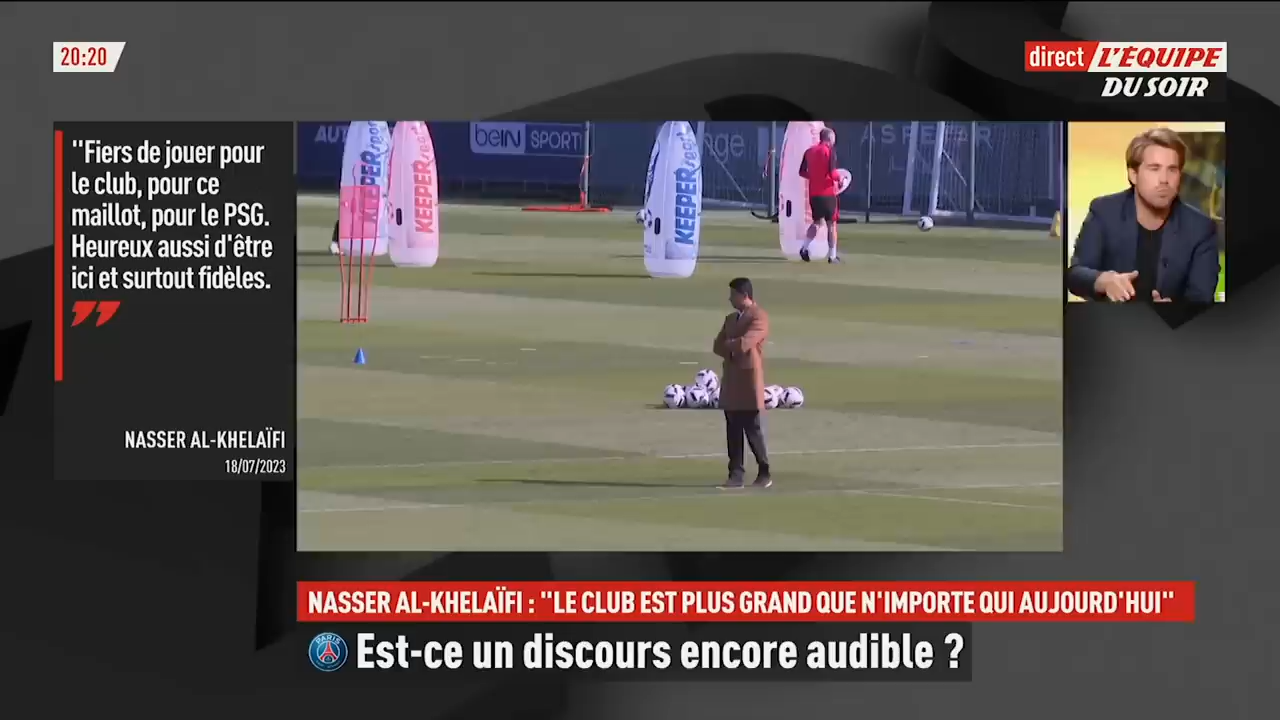 20:20
direct L'ÉQUIPE
DU SOIR
"Fiers de jouer pour
le club, pour ce
maillot, pour le PSG.
Heureux aussi d'être
ici et surtout fidèles.
NASSER AL-KHELAÏFI
18/07/2023
beIN SPORT
KEEPER
KEEPER
KEEPER
NASSER AL-KHELAÏFI : "LE CLUB EST PLUS GRAND QUE N'IMPORTE QUI AUJOURD'HUI"
PARIS
Est-ce un discours encore audible ?